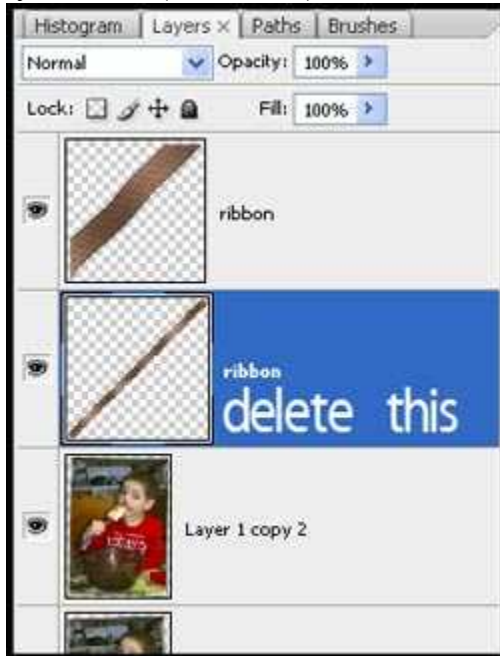 Histogram Layers × Paths Brushes
Normal Opacity: 100%
Lock: Fill: 100%
ribbon
ribbon
delete this
Layer 1 copy 2